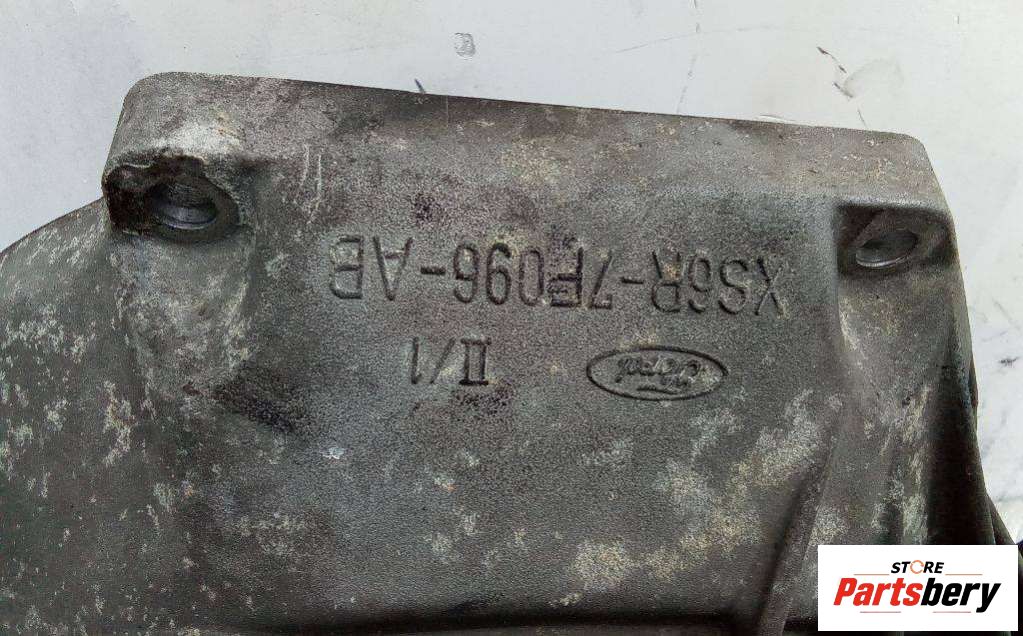 XS6R-7F096-AB
Ford
II/1
STORE
Partsbery